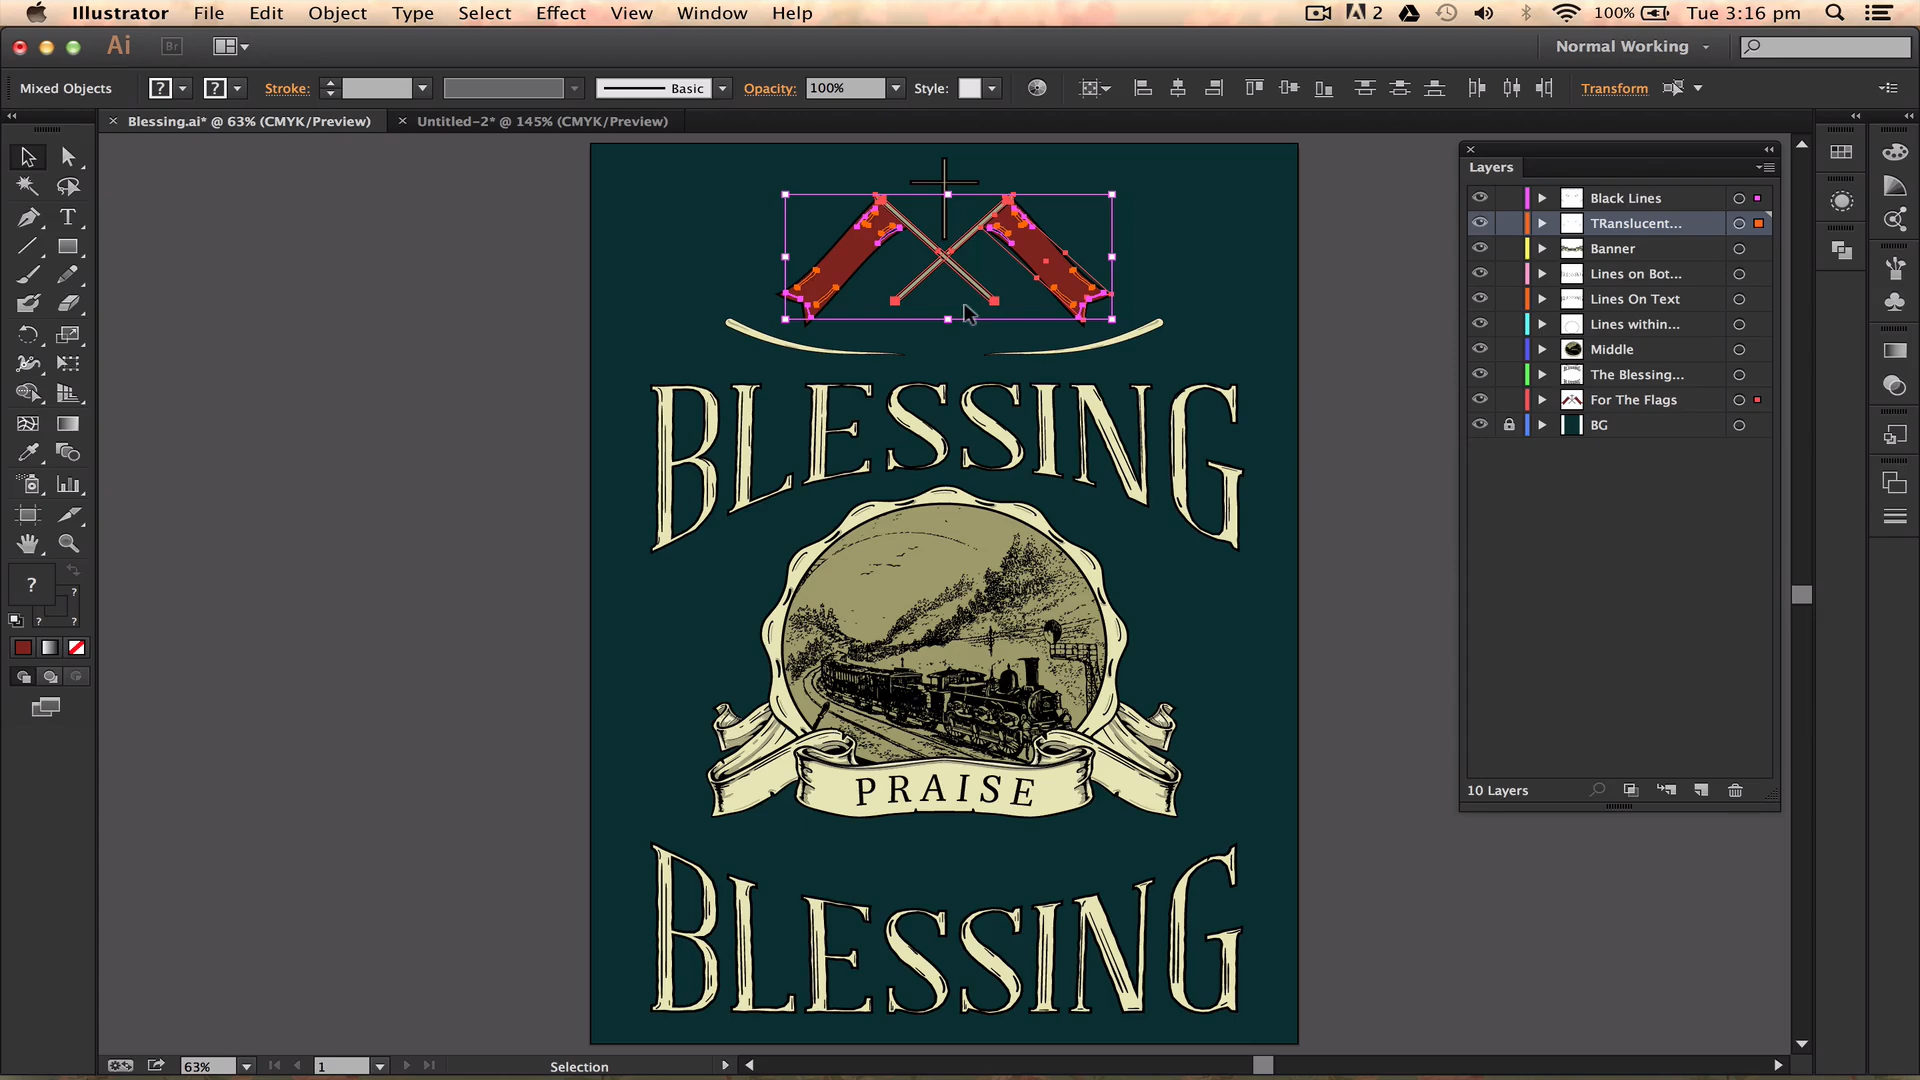 Illustrator File Edit Object Type Select Effect View Window Help
2 100% Tue 3:16 pm
Ai Br Normal Working
Mixed Objects ? ? Stroke: Basic Opacity: 100% Style: Transform
Blessing.ai* @ 63% (CMYK/Preview) Untitled-2* @ 145% (CMYK/Preview)
Layers
Black Lines
TRanslucent...
Banner
Lines on Bot...
Lines On Text
Lines within...
Middle
The Blessing...
For The Flags
BG
10 Layers
BLESSING
PRAISE
BLESSING
T
?
?
? ?
63% 1 Selection